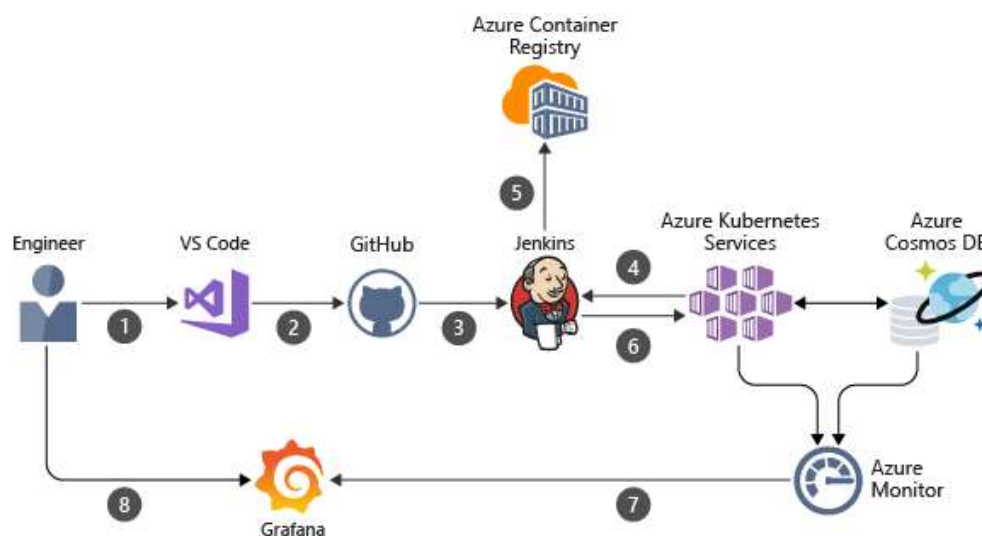 Azure Container
Registry
5
Engineer
VS Code
GitHub
Jenkins
Azure Kubernetes
Services
Azure
Cosmos DB
4
1
2
3
6
8
Grafana
7
Azure
Monitor